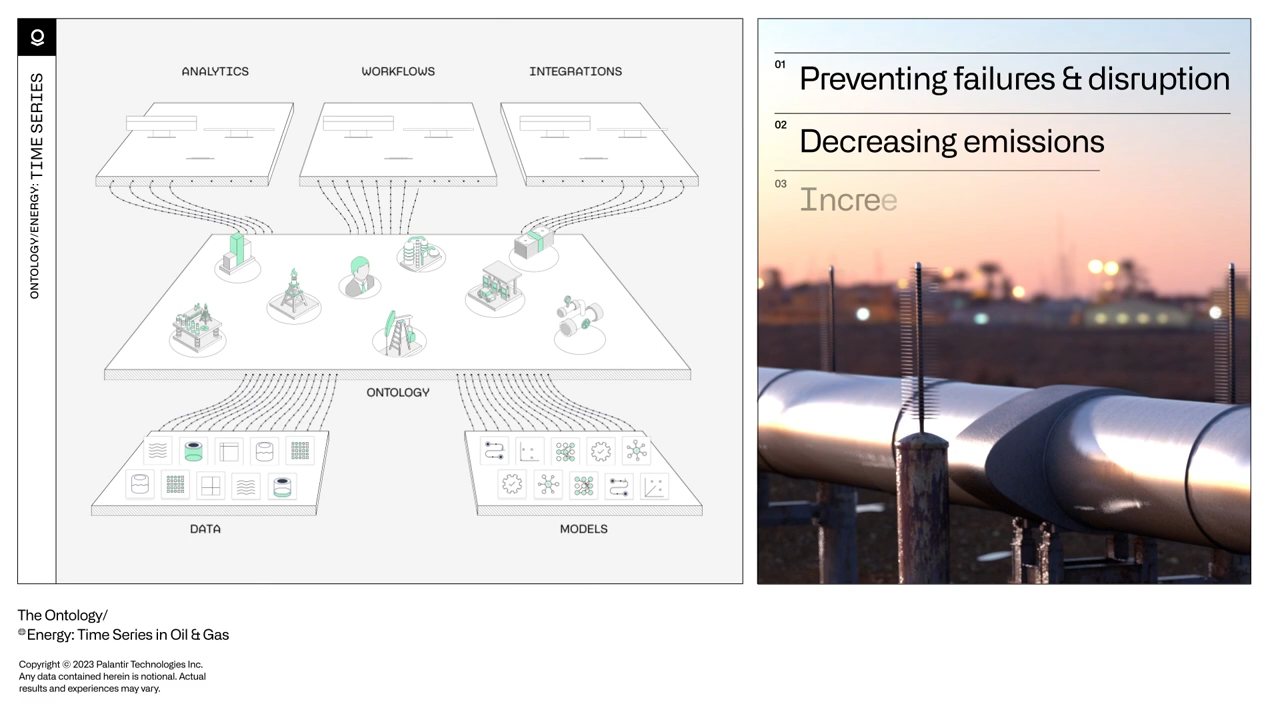 ONTOLOGY/ENERGY: TIME SERIES
ANALYTICS
WORKFLOWS
INTEGRATIONS
ONTOLOGY
DATA
MODELS
01
Preventing failures & disruption
02
Decreasing emissions
03
Incree
The Ontology/
Energy: Time Series in Oil & Gas
Copyright © 2023 Palantir Technologies Inc.
Any data contained herein is notional. Actual
results and experiences may vary.